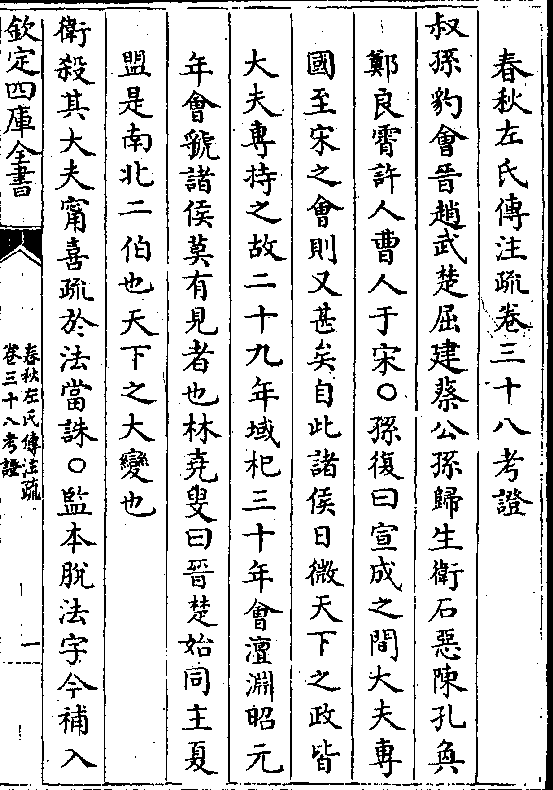 春秋左氏傳注疏卷三十八考證
叔孫豹會晉趙武楚屈建蔡公孫歸生衛石惡陳孔奐
鄭良霄許人曹人于宋○孫復曰宣成之間大夫專
國至宋之會則又甚矣自此諸侯日微天下之政皆
大夫專持之故二十九年城杞三十年會澶淵昭元
年會虢諸侯莫有見者也林堯叟曰晉楚始同主夏
盟是南北二伯也天下之大變也
衛殺其大夫甯喜疏於法當誅○監本脫法字今補入
欽定四庫全書
春秋左氏傳注疏
卷三十八考證
一